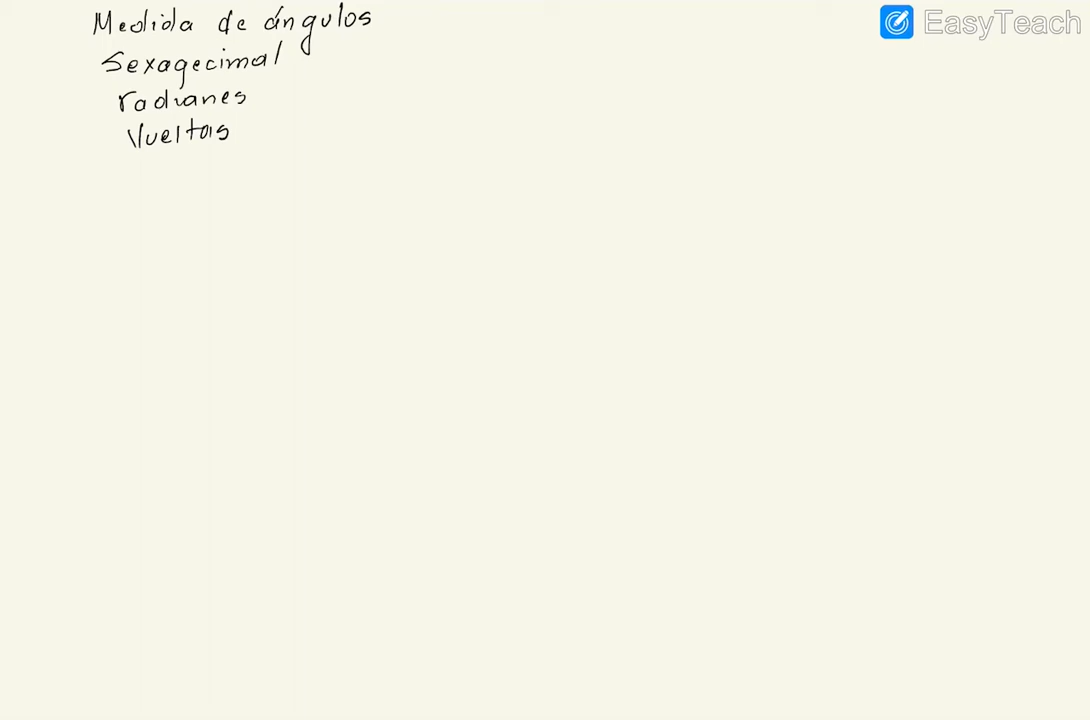 Medida de ángulos
EasyTeach
Sexagecimal
radianes
Vueltas